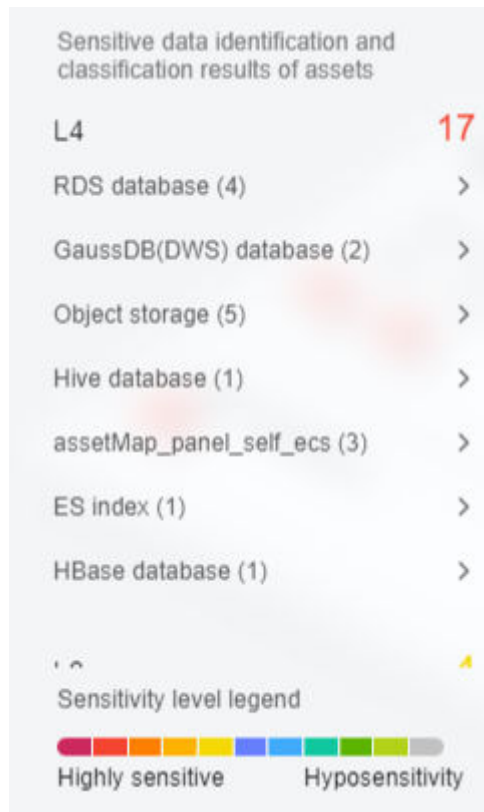 Sensitive data identification and
classification results of assets
L4 17
RDS database (4) >
GaussDB(DWS) database (2) >
Object storage (5) >
Hive database (1) >
assetMap_panel_self_ecs (3) >
ES index (1) >
HBase database (1) >
Sensitivity level legend
Highly sensitive Hyposensitivity